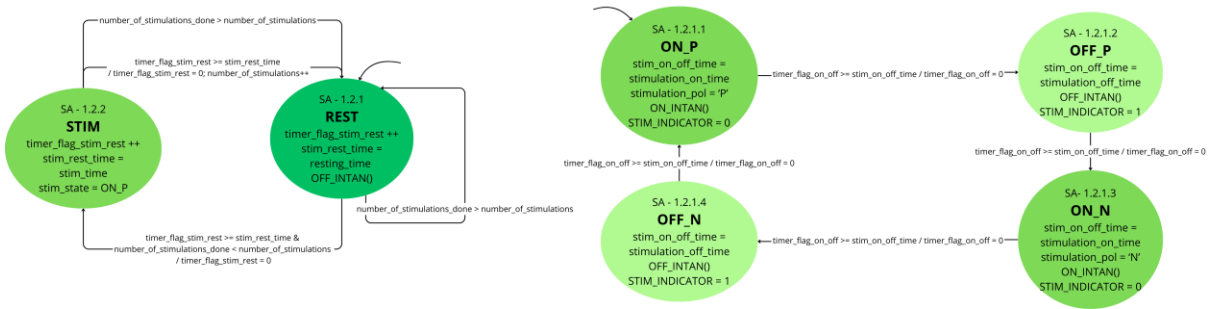 number_of_stimulations_done > number_of_stimulations
timer_flag_stim_rest >= stim_rest_time
/ timer_flag_stim_rest = 0; number_of_stimulations++
SA - 1.2.2
STIM
timer_flag_stim_rest ++
stim_rest_time =
stim_time
stim_state = ON_P
SA - 1.2.1
REST
timer_flag_stim_rest ++
stim_rest_time =
resting_time
OFF_INTAN()
number_of_stimulations_done > number_of_stimulations
timer_flag_stim_rest >= stim_rest_time &
number_of_stimulations_done < number_of_stimulations
/ timer_flag_stim_rest = 0
SA - 1.2.1.1
ON_P
stim_on_off_time =
stimulation_on_time
stimulation_pol = 'P'
ON_INTAN()
STIM_INDICATOR = 0
timer_flag_on_off >= stim_on_off_time / timer_flag_on_off = 0
SA - 1.2.1.2
OFF_P
stim_on_off_time =
stimulation_off_time
OFF_INTAN()
STIM_INDICATOR = 1
timer_flag_on_off >= stim_on_off_time / timer_flag_on_off = 0
SA- 1.2.1.3
ON_N
stim_on_off_time =
stimulation_on_time
stimulation_pol = 'N'
ON_INTAN()
STIM_INDICATOR = 0
timer_flag_on_off >= stim_on_off_time / timer_flag_on_off = 0
SA - 1.2.1.4
OFF_N
stim_on_off_time =
stimulation_off_time
OFF_INTAN()
STIM_INDICATOR = 1
timer_flag_on_off >= stim_on_off_time / timer_flag_on_off = 0